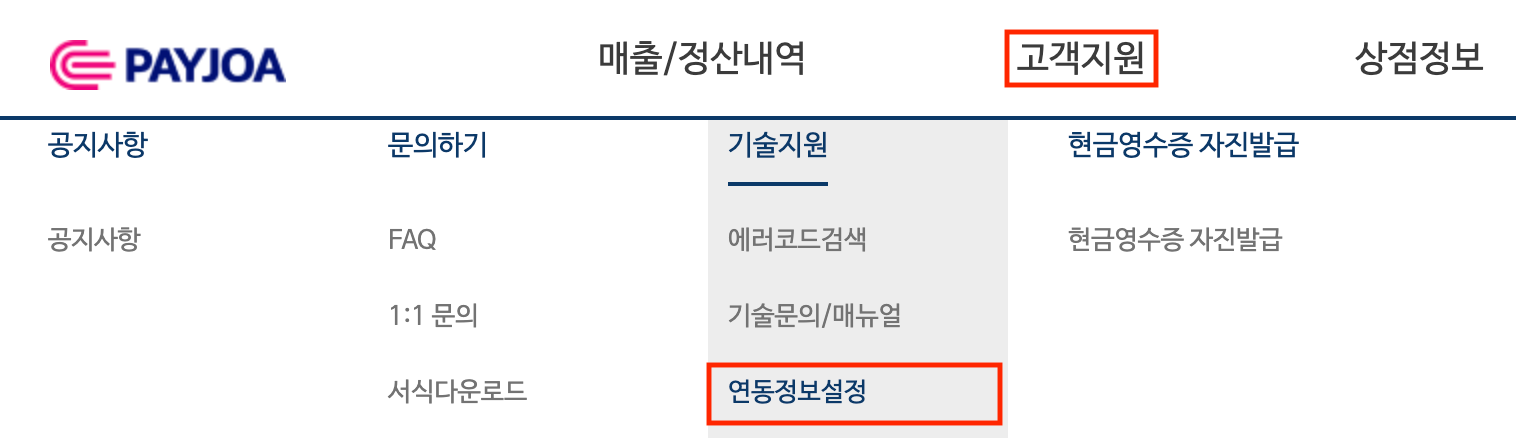 PAYJOA 매출/정산내역 고객지원 상점정보
공지사항 문의하기 기술지원 현금영수증 자진발급
공지사항 FAQ 에러코드검색 현금영수증 자진발급
1:1 문의 기술문의/매뉴얼
서식다운로드 연동정보설정